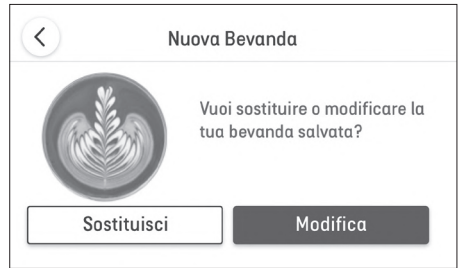 Nuova Bevanda
Vuoi sostituire o modificare la
tua bevanda salvata?
Sostituisci
Modifica